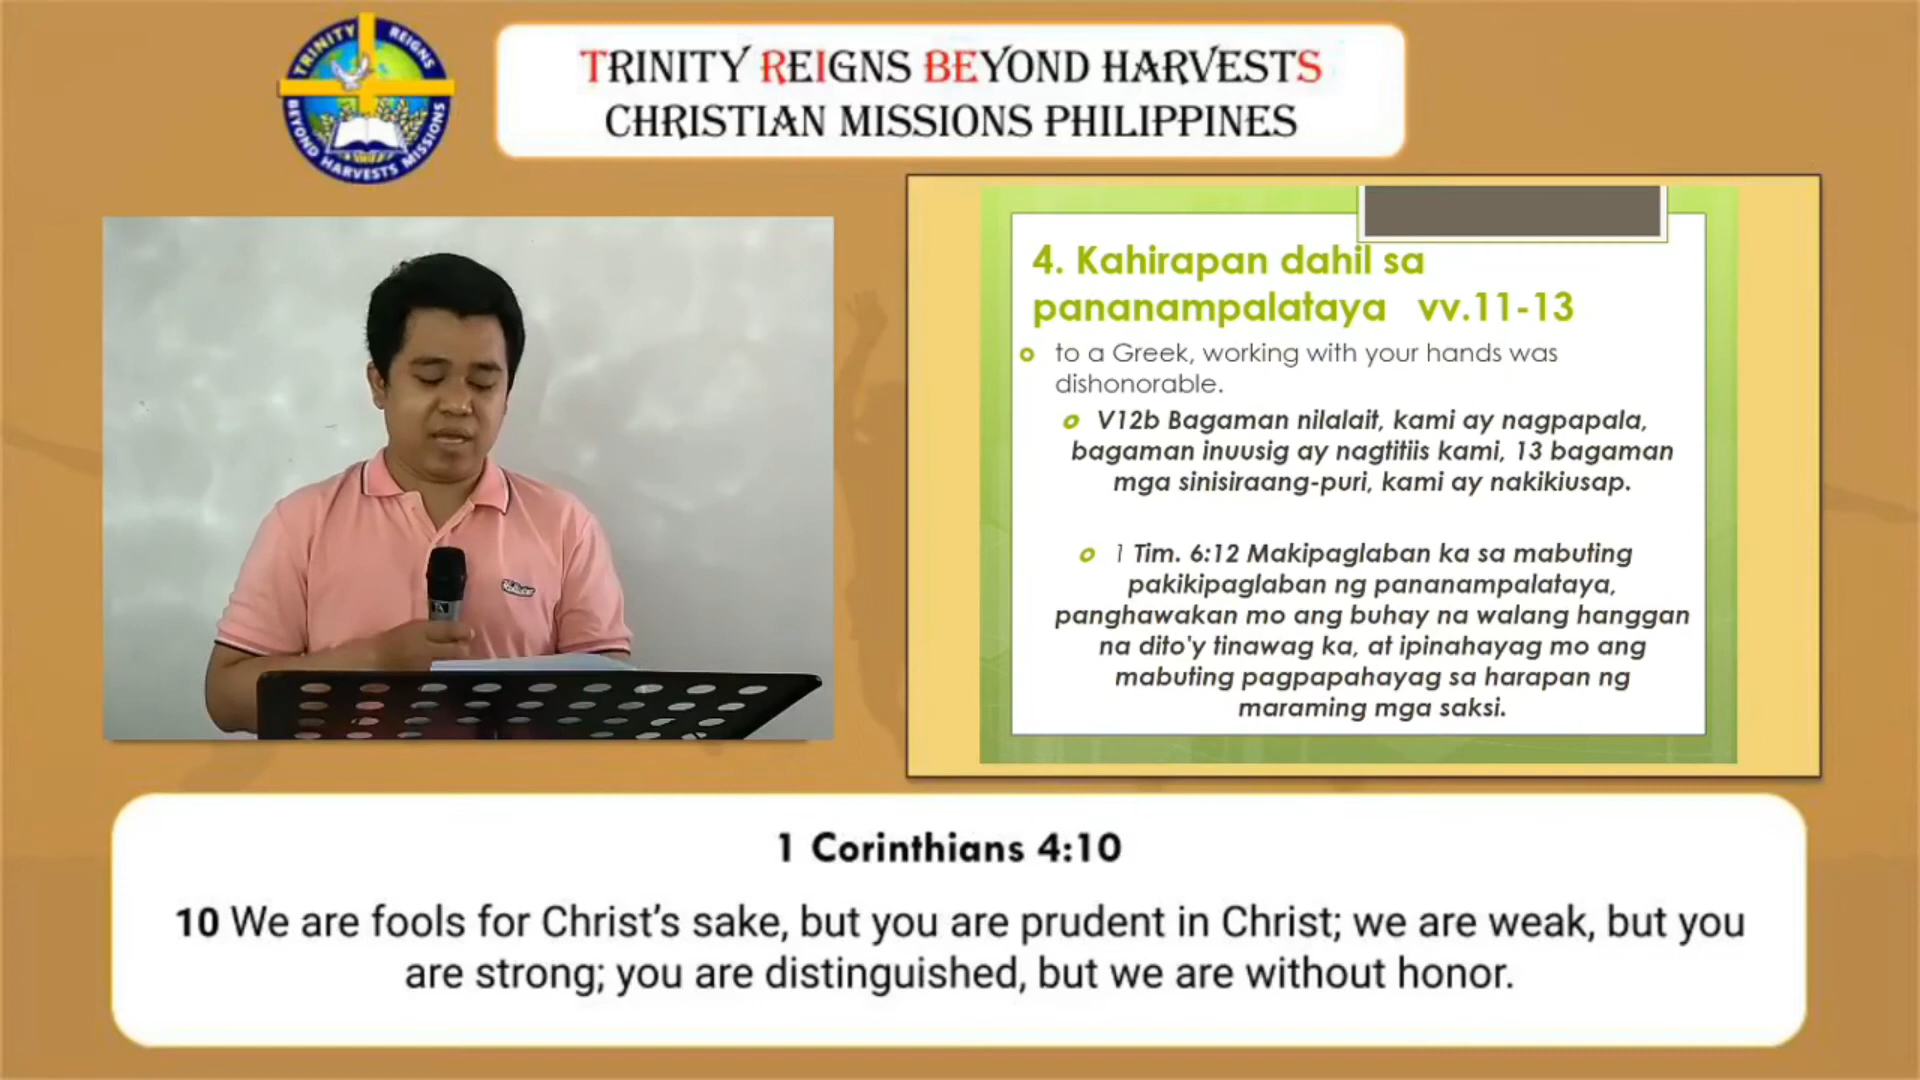 TRINITY REIGNS
BEYOND HARVESTS MISSIONS
TRINITY REIGNS BEYOND HARVESTS
CHRISTIAN MISSIONS PHILIPPINES
4. Kahirapan dahil sa
pananampalataya vv.11-13
to a Greek, working with your hands was
dishonorable.
V12b Bagaman nilalait, kami ay nagpapala,
bagaman inuusig ay nagtitiis kami, 13 bagaman
mga sinisiraang-puri, kami ay nakikiusap.
1 Tim. 6:12 Makipaglaban ka sa mabuting
pakikipaglaban ng pananampalataya,
panghawakan mo ang buhay na walang hanggan
na dito'y tinawag ka, at ipinahayag mo ang
mabuting pagpapahayag sa harapan ng
maraming mga saksi.
1 Corinthians 4:10
10 We are fools for Christ's sake, but you are prudent in Christ; we are weak, but you
are strong; you are distinguished, but we are without honor.